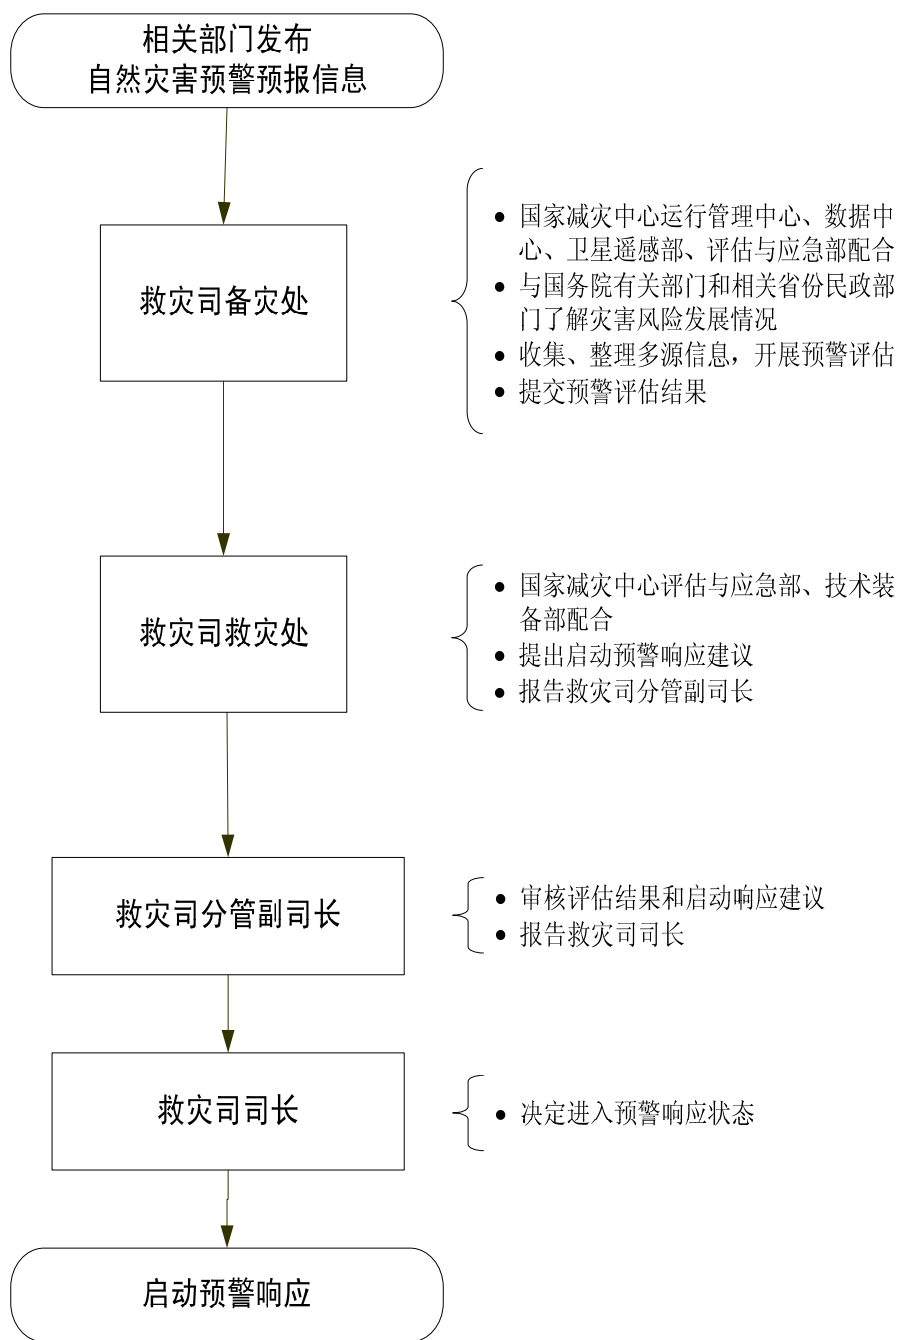 相关部门发布
自然灾害预警预报信息
救灾司备灾处
● 国家减灾中心运行管理中心、数据中
心、卫星遥感部、评估与应急部配合
● 与国务院有关部门和相关省份民政部
门了解灾害风险发展情况
● 收集、整理多源信息，开展预警评估
● 提交预警评估结果
救灾司救灾处
● 国家减灾中心评估与应急部、技术装
备部配合
● 提出启动预警响应建议
● 报告救灾司分管副司长
救灾司分管副司长
● 审核评估结果和启动响应建议
● 报告救灾司司长
救灾司司长
● 决定进入预警响应状态
启动预警响应